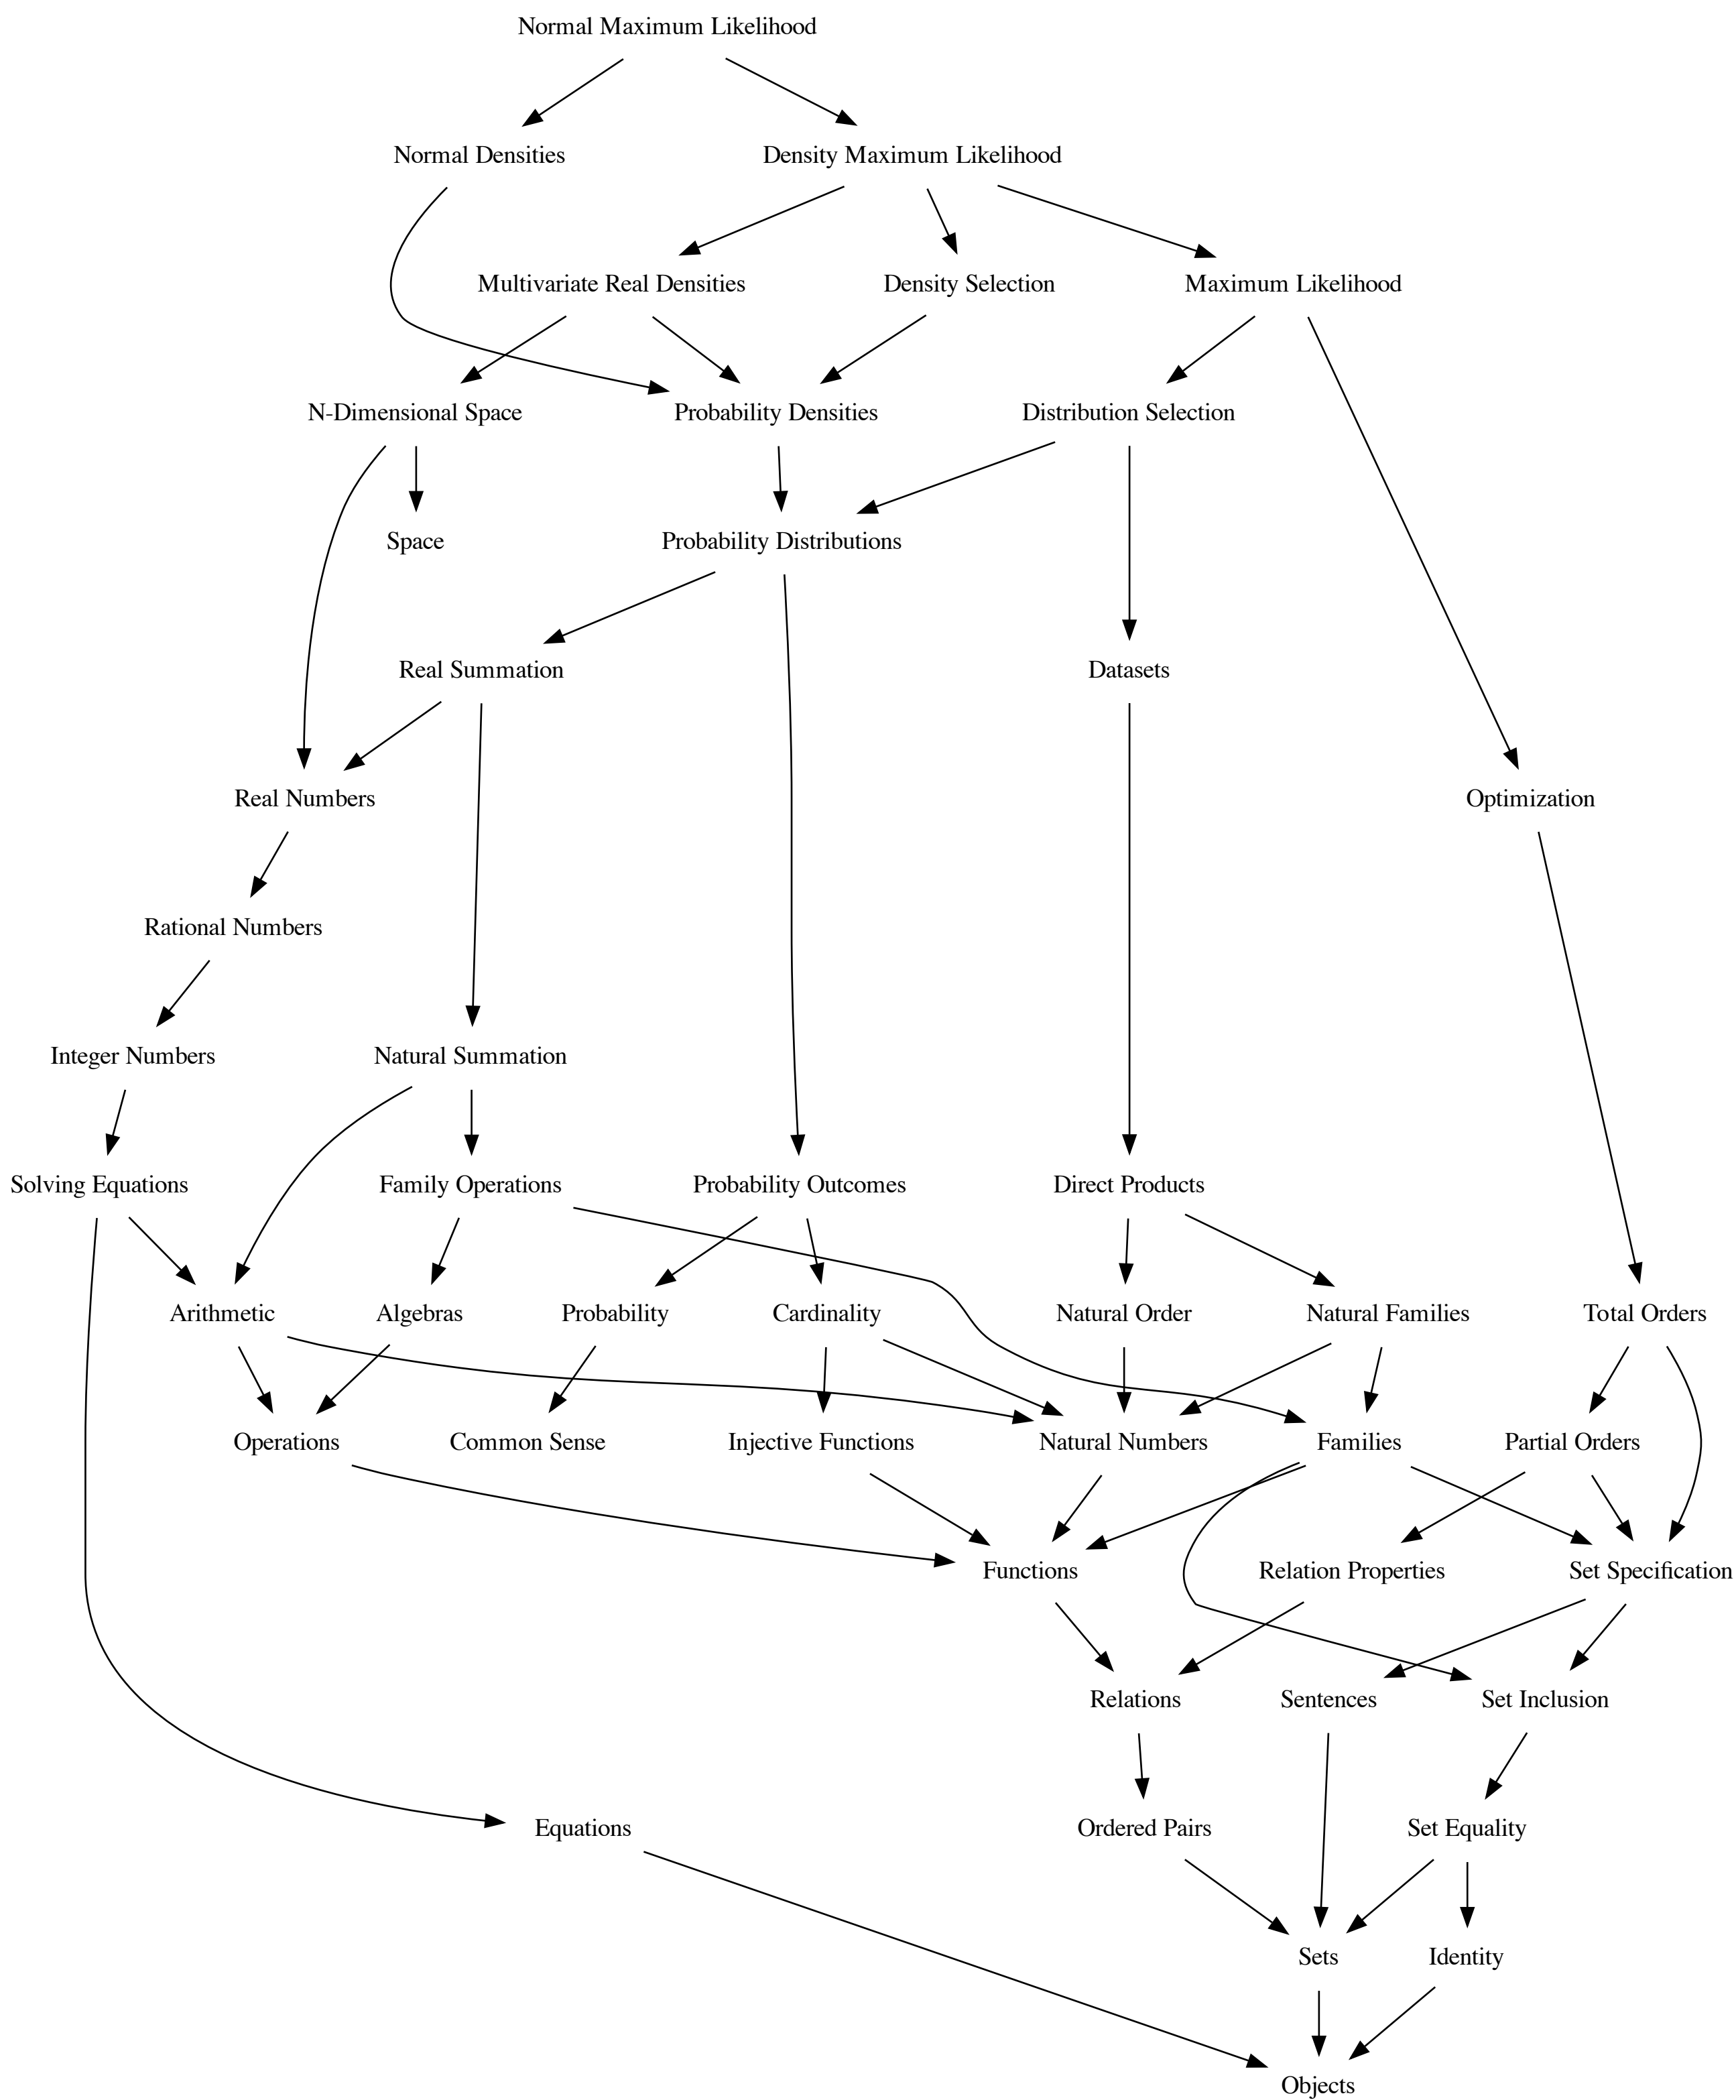 Normal Maximum Likelihood
Normal Densities
Density Maximum Likelihood
Multivariate Real Densities
Density Selection
Maximum Likelihood
N-Dimensional Space
Probability Densities
Distribution Selection
Space
Probability Distributions
Real Summation
Datasets
Real Numbers
Optimization
Rational Numbers
Integer Numbers
Natural Summation
Solving Equations
Family Operations
Probability Outcomes
Direct Products
Arithmetic
Algebras
Probability
Cardinality
Natural Order
Natural Families
Total Orders
Operations
Common Sense
Injective Functions
Natural Numbers
Families
Partial Orders
Functions
Relation Properties
Set Specification
Relations
Sentences
Set Inclusion
Equations
Ordered Pairs
Set Equality
Sets
Identity
Objects